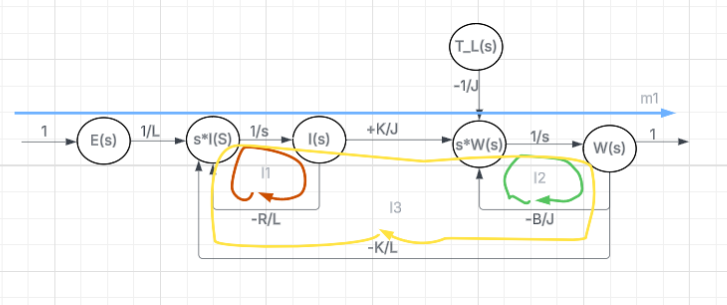 T_L(s)
-1/J
m1
1
E(s)
1/L
s*I(S)
1/s
I(s)
+K/J
s*W(s)
1/s
W(s)
1
l1
l2
-R/L
l3
-B/J
-K/L